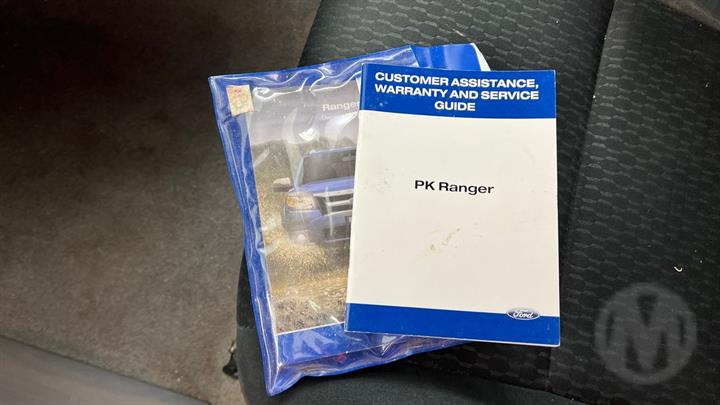 Ranger
CUSTOMER ASSISTANCE,
WARRANTY AND SERVICE
GUIDE
PK Ranger
Ford
M